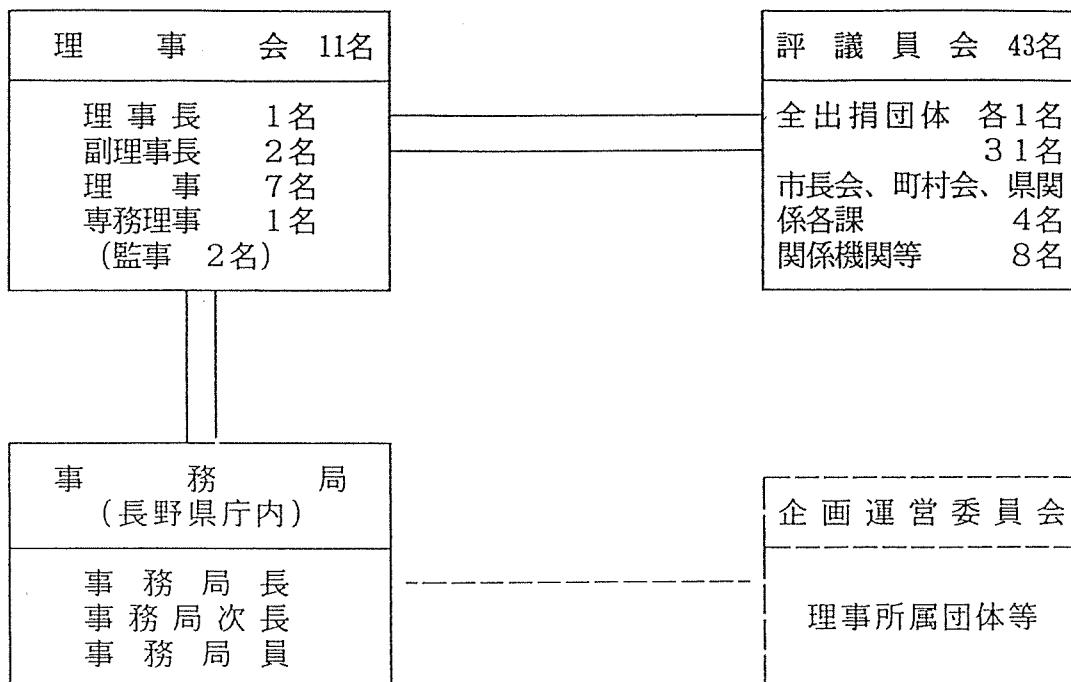 理事会 11名
理事長 1名
副理事長 2名
理事 7名
専務理事 1名
(監事 2名)
評議員会 43名
全出捐団体 各1名
31名
市長会、町村会、県関
係各課 4名
関係機関等 8名
事務局
(長野県庁内)
事務局長
事務局次長
事務局員
企画運営委員会
理事所属団体等